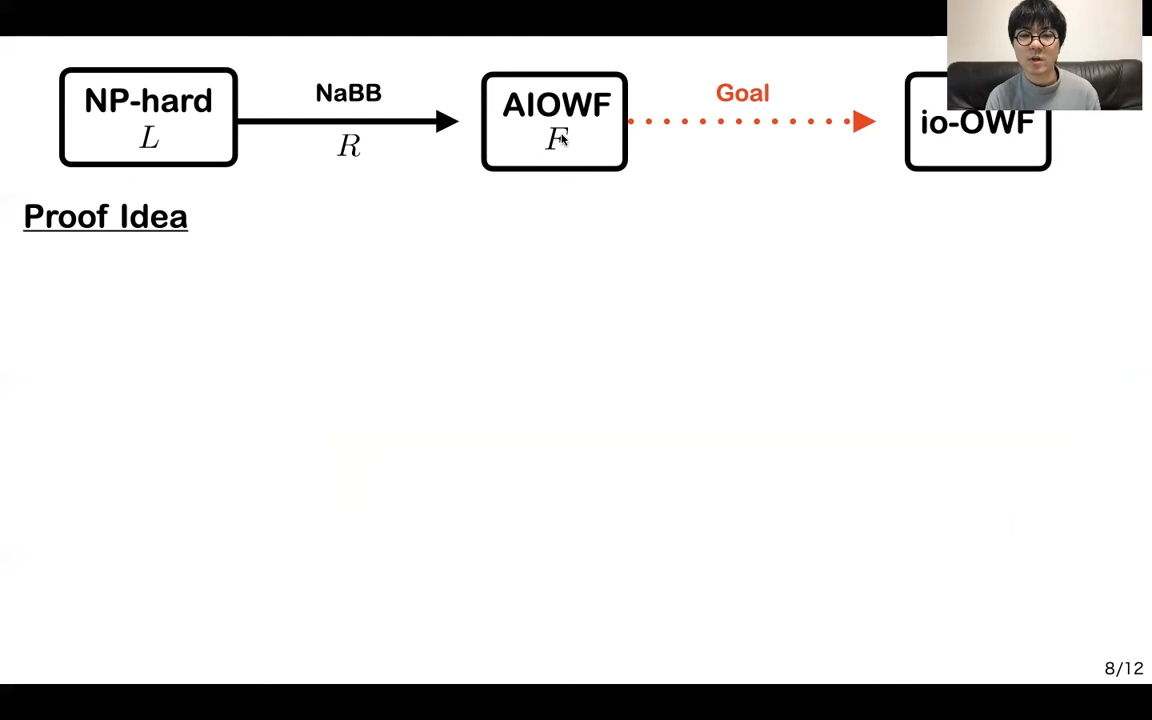 NP-hard
L
NaBB
R
AIOWF
F
Goal
io-OWF
Proof Idea
8/12